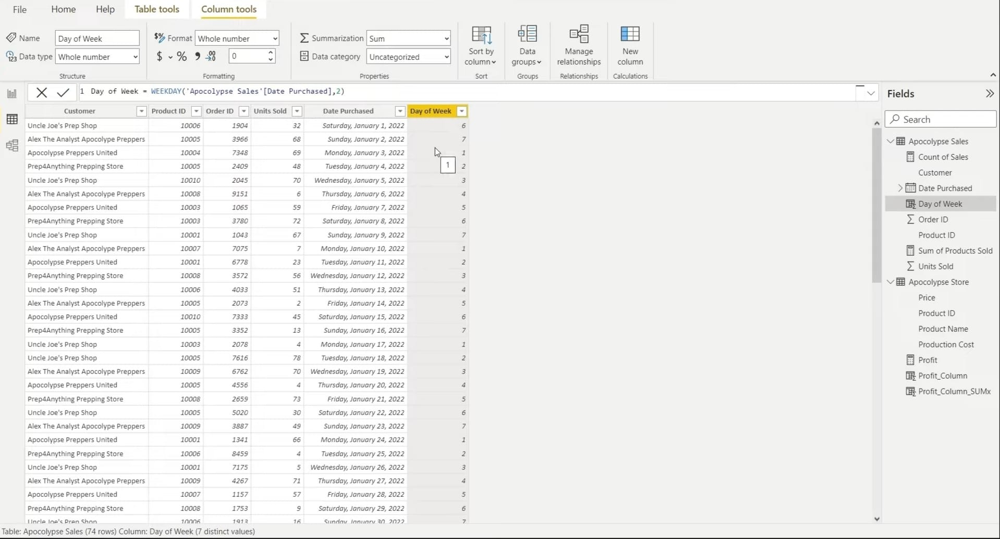 File Home Help Table tools Column tools
Name Day of Week $% Format Whole number Σ Summarization Sum Sort by column Data groups Manage relationships New column
123 Data type Whole number $ % 9 .00 0 Data category Uncategorized
Structure Formatting Properties Sort Groups Relationships Calculations
1 Day of Week = WEEKDAY('Apocolypse Sales'[Date Purchased],2)
Customer Product ID Order ID Units Sold Date Purchased Day of Week
Uncle Joe's Prep Shop 10006 1904 32 Saturday, January 1, 2022 6
Alex The Analyst Apocolype Preppers 10005 3966 68 Sunday, January 2, 2022 7
Apocolypse Preppers United 10004 7348 69 Monday, January 3, 2022 1
1
Prep4Anything Prepping Store 10005 2409 48 Tuesday, January 4, 2022 2
Uncle Joe's Prep Shop 10010 2045 70 Wednesday, January 5, 2022 3
Alex The Analyst Apocolype Preppers 10008 9151 6 Thursday, January 6, 2022 4
Apocolypse Preppers United 10003 1065 59 Friday, January 7, 2022 5
Prep4Anything Prepping Store 10003 3780 72 Saturday, January 8, 2022 6
Uncle Joe's Prep Shop 10001 1043 67 Sunday, January 9, 2022 7
Alex The Analyst Apocolype Preppers 10007 7075 7 Monday, January 10, 2022 1
Apocolypse Preppers United 10001 6778 23 Tuesday, January 11, 2022 2
Prep4Anything Prepping Store 10008 3572 56 Wednesday, January 12, 2022 3
Uncle Joe's Prep Shop 10006 4033 51 Thursday, January 13, 2022 4
Alex The Analyst Apocolype Preppers 10005 2073 2 Friday, January 14, 2022 5
Apocolypse Preppers United 10010 7333 45 Saturday, January 15, 2022 6
Prep4Anything Prepping Store 10005 3352 13 Sunday, January 16, 2022 7
Uncle Joe's Prep Shop 10003 2078 4 Monday, January 17, 2022 1
Uncle Joe's Prep Shop 10005 7616 78 Tuesday, January 18, 2022 2
Alex The Analyst Apocolype Preppers 10009 6762 70 Wednesday, January 19, 2022 3
Apocolypse Preppers United 10005 4556 4 Thursday, January 20, 2022 4
Prep4Anything Prepping Store 10008 2659 73 Friday, January 21, 2022 5
Uncle Joe's Prep Shop 10005 5020 30 Saturday, January 22, 2022 6
Alex The Analyst Apocolype Preppers 10009 3887 49 Sunday, January 23, 2022 7
Apocolypse Preppers United 10001 1341 66 Monday, January 24, 2022 1
Prep4Anything Prepping Store 10006 8459 4 Tuesday, January 25, 2022 2
Uncle Joe's Prep Shop 10001 7175 5 Wednesday, January 26, 2022 3
Alex The Analyst Apocolype Preppers 10009 4267 71 Thursday, January 27, 2022 4
Apocolypse Preppers United 10007 1157 57 Friday, January 28, 2022 5
Prep4Anything Prepping Store 10008 1753 9 Saturday, January 29, 2022 6
Uncle Joe's Prep Shop 10006 1913 16 Sunday, January 30, 2022 7
Fields
Search
Apocolypse Sales
Count of Sales
Customer
Date Purchased
Day of Week
Σ Order ID
Product ID
Sum of Products Sold
Σ Units Sold
Apocolypse Store
Price
Product ID
Product Name
Production Cost
Profit
Profit_Column
Profit_Column_SUMx
Table: Apocolypse Sales (74 rows) Column: Day of Week (7 distinct values)